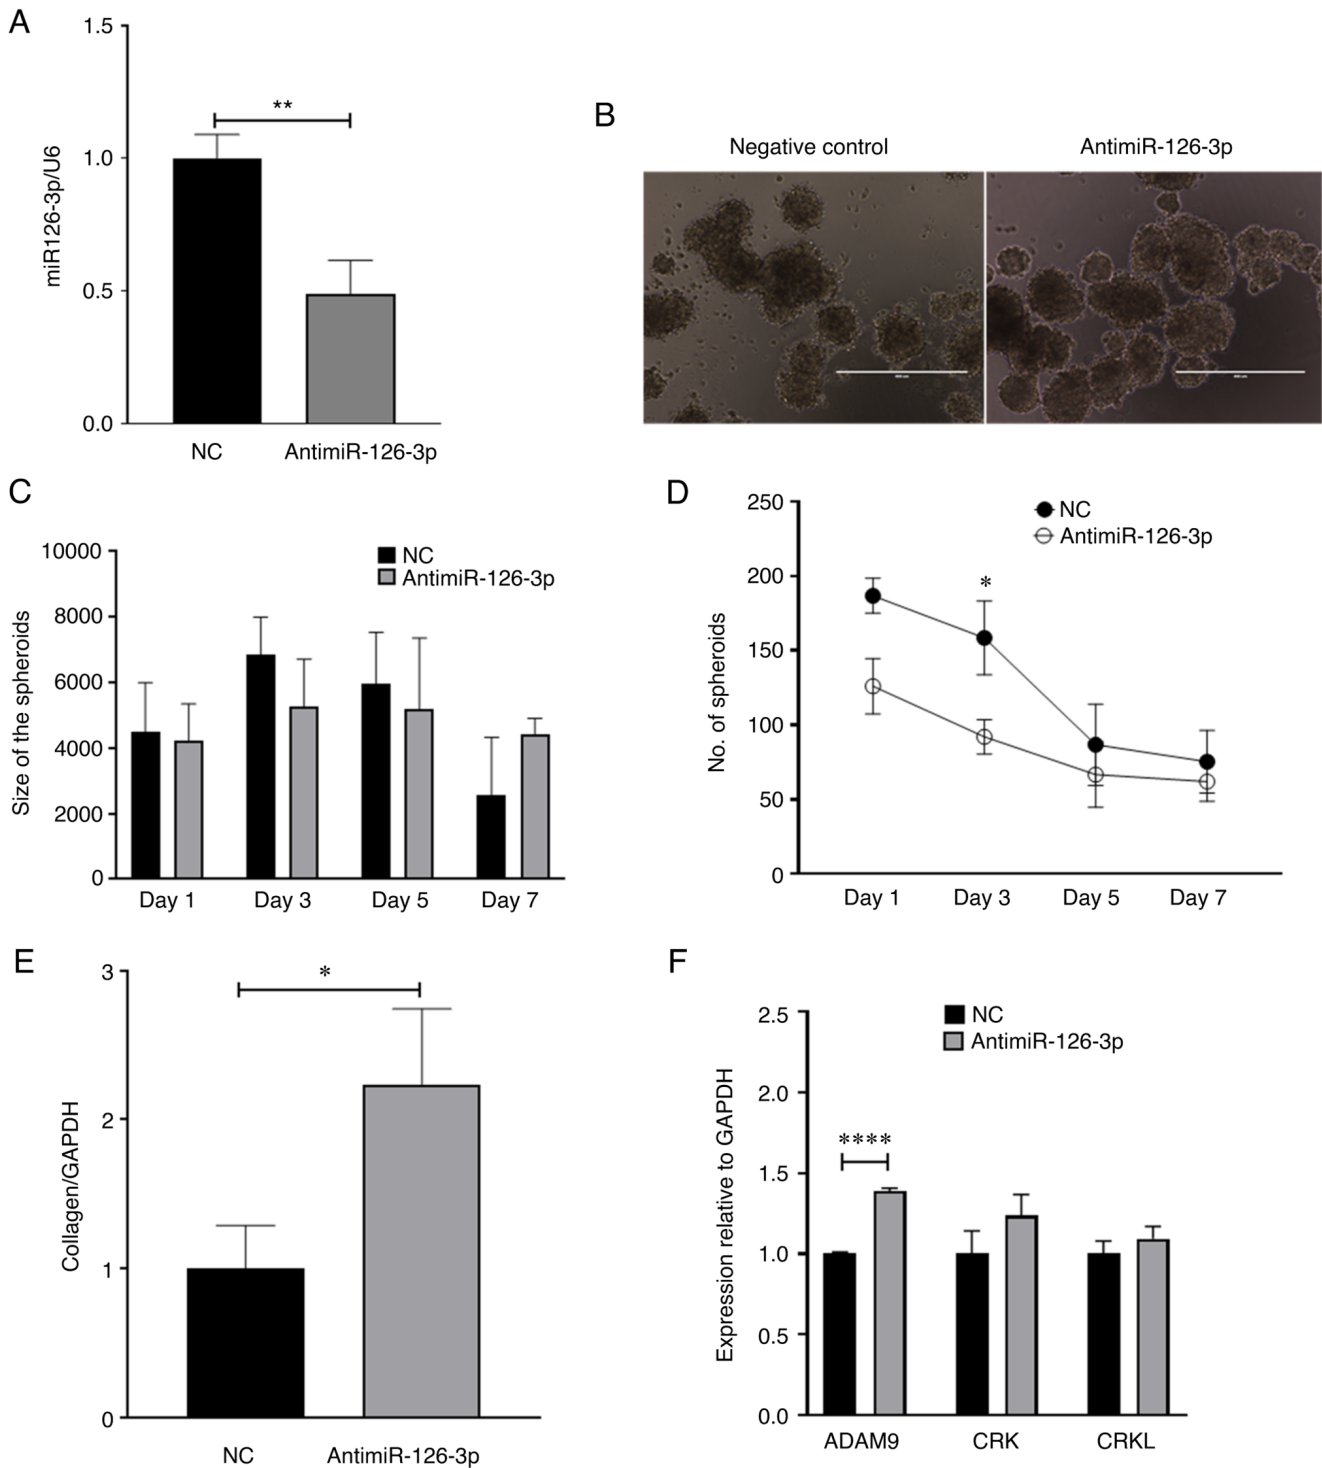 A
1.5
1.0
0.5
0.0
miR126-3p/U6
**
NC
AntimiR-126-3p
B
Negative control
AntimiR-126-3p
C
10000
8000
6000
4000
2000
0
Size of the spheroids
NC
AntimiR-126-3p
Day 1
Day 3
Day 5
Day 7
D
250
200
150
100
50
0
No. of spheroids
NC
AntimiR-126-3p
*
Day 1
Day 3
Day 5
Day 7
E
3
2
1
0
Collagen/GAPDH
*
NC
AntimiR-126-3p
F
2.5
2.0
1.5
1.0
0.5
0.0
Expression relative to GAPDH
NC
AntimiR-126-3p
****
ADAM9
CRK
CRKL